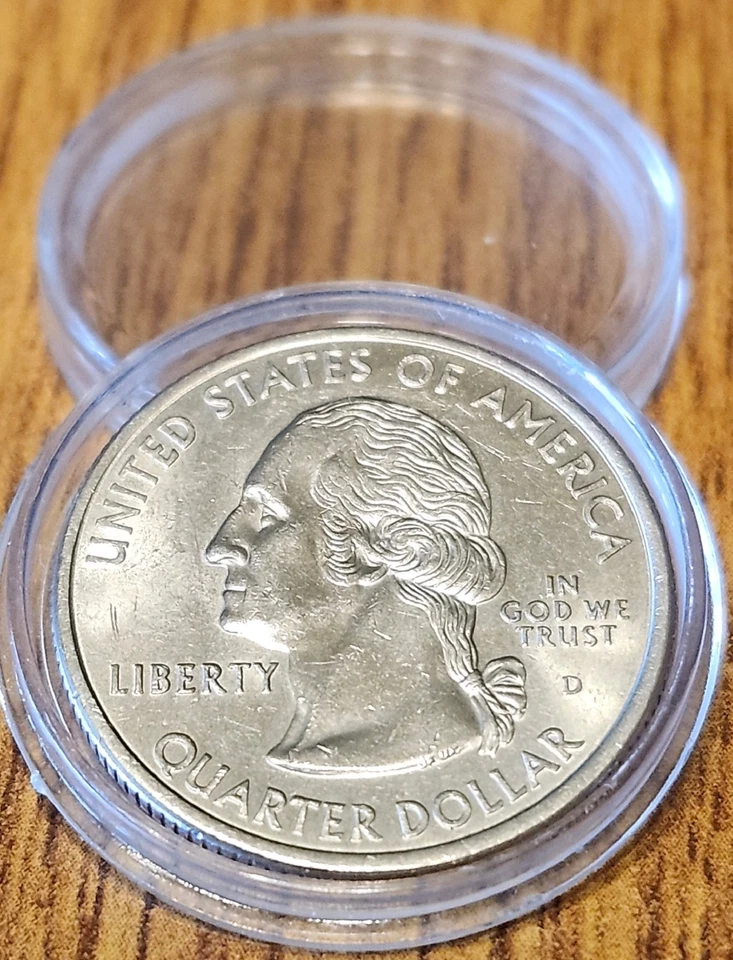 UNITED STATES OF AMERICA
IN
GOD WE
TRUST
LIBERTY
D
QUARTER DOLLAR